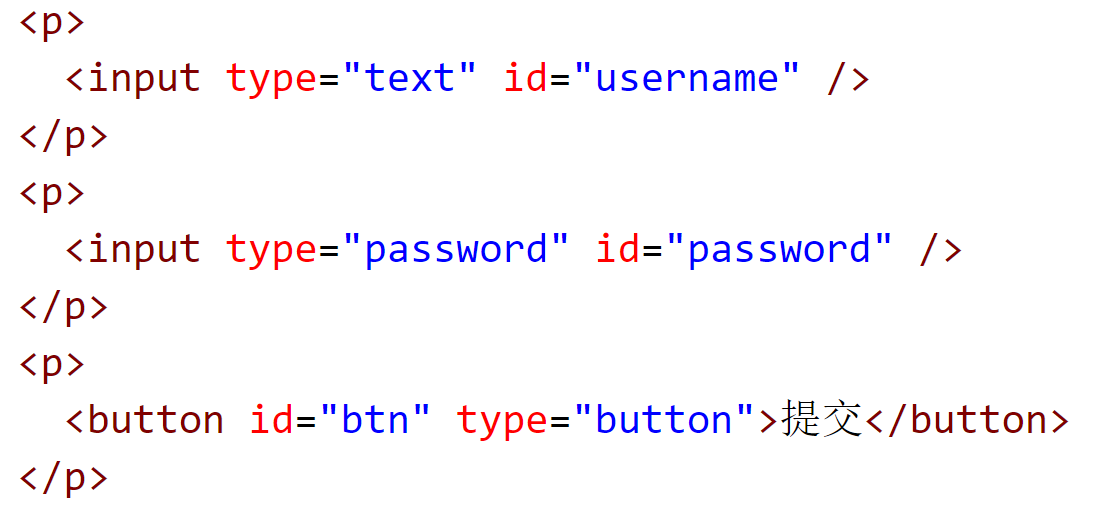 <p>
  <input type="text" id="username" />
</p>
<p>
  <input type="password" id="password" />
</p>
<p>
  <button id="btn" type="button">提交</button>
</p>